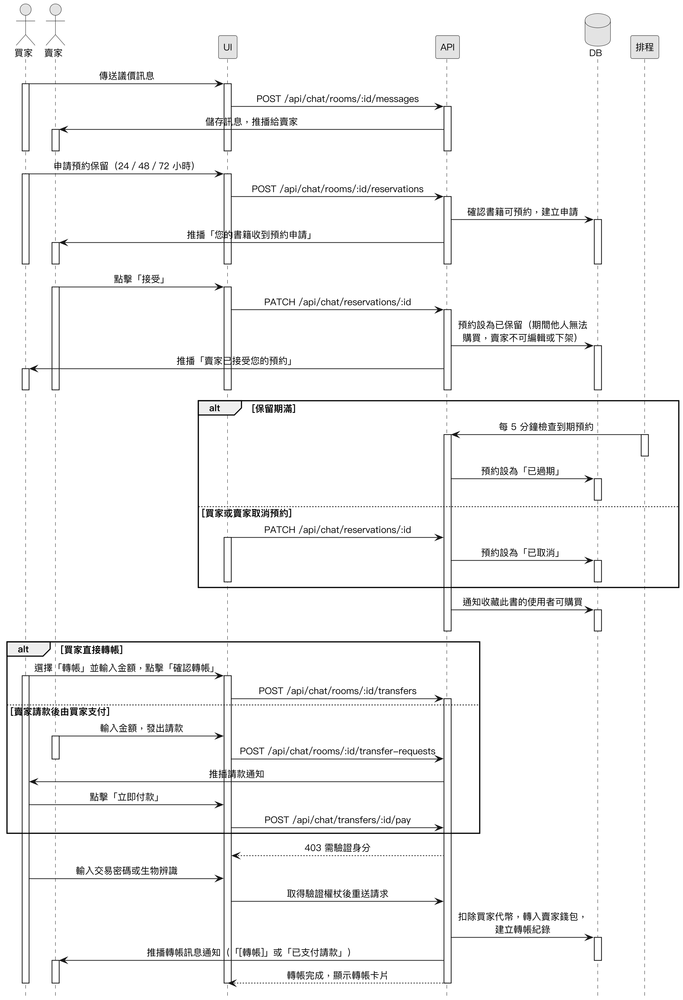 買家
賣家
UI
API
DB
排程
傳送議價訊息
POST /api/chat/rooms/:id/messages
儲存訊息，推播給賣家
申請預約保留（24 / 48 / 72 小時）
POST /api/chat/rooms/:id/reservations
確認書籍可預約，建立申請
推播「您的書籍收到預約申請」
點擊「接受」
PATCH /api/chat/reservations/:id
預約設為已保留（期間他人無法
購買，賣家不可編輯或下架）
推播「賣家已接受您的預約」
alt [保留期滿]
每 5 分鐘檢查到期預約
預約設為「已過期」
[買家或賣家取消預約]
PATCH /api/chat/reservations/:id
預約設為「已取消」
通知收藏此書的使用者可購買
alt [買家直接轉帳]
選擇「轉帳」並輸入金額，點擊「確認轉帳」
POST /api/chat/rooms/:id/transfers
[賣家請款後由買家支付]
輸入金額，發出請款
POST /api/chat/rooms/:id/transfer-requests
推播請款通知
點擊「立即付款」
POST /api/chat/transfers/:id/pay
403 需驗證身分
輸入交易密碼或生物辨識
取得驗證權杖後重送請求
扣除買家代幣，轉入賣家錢包，
建立轉帳紀錄
推播轉帳訊息通知（「[轉帳]」或「已支付請款」）
轉帳完成，顯示轉帳卡片